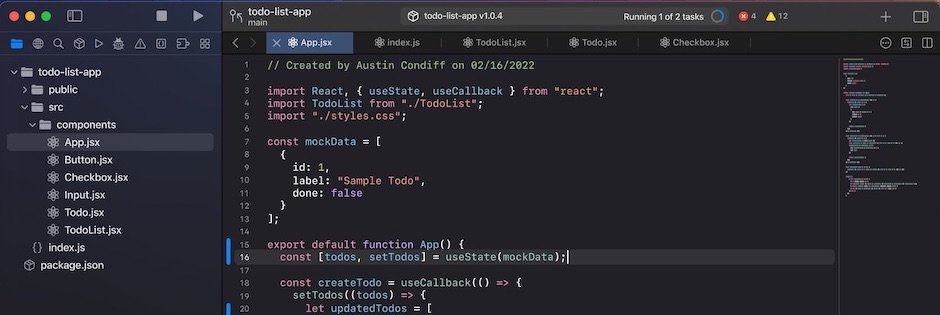 todo-list-app
main
todo-list-app v1.0.4
Running 1 of 2 tasks
4
12
todo-list-app
public
src
components
App.jsx
Button.jsx
Checkbox.jsx
Input.jsx
Todo.jsx
TodoList.jsx
index.js
package.json
App.jsx
index.js
TodoList.jsx
Todo.jsx
Checkbox.jsx
1 // Created by Austin Condiff on 02/16/2022
2
3 import React, { useState, useCallback } from "react";
4 import TodoList from "./TodoList";
5 import "./styles.css";
6
7 const mockData = [
8 {
9 id: 1,
10 label: "Sample Todo",
11 done: false
12 }
13 ];
14
15 export default function App() {
16 const [todos, setTodos] = useState(mockData);
17
18 const createTodo = useCallback(() => {
19 setTodos((todos) => {
20 let updatedTodos = [